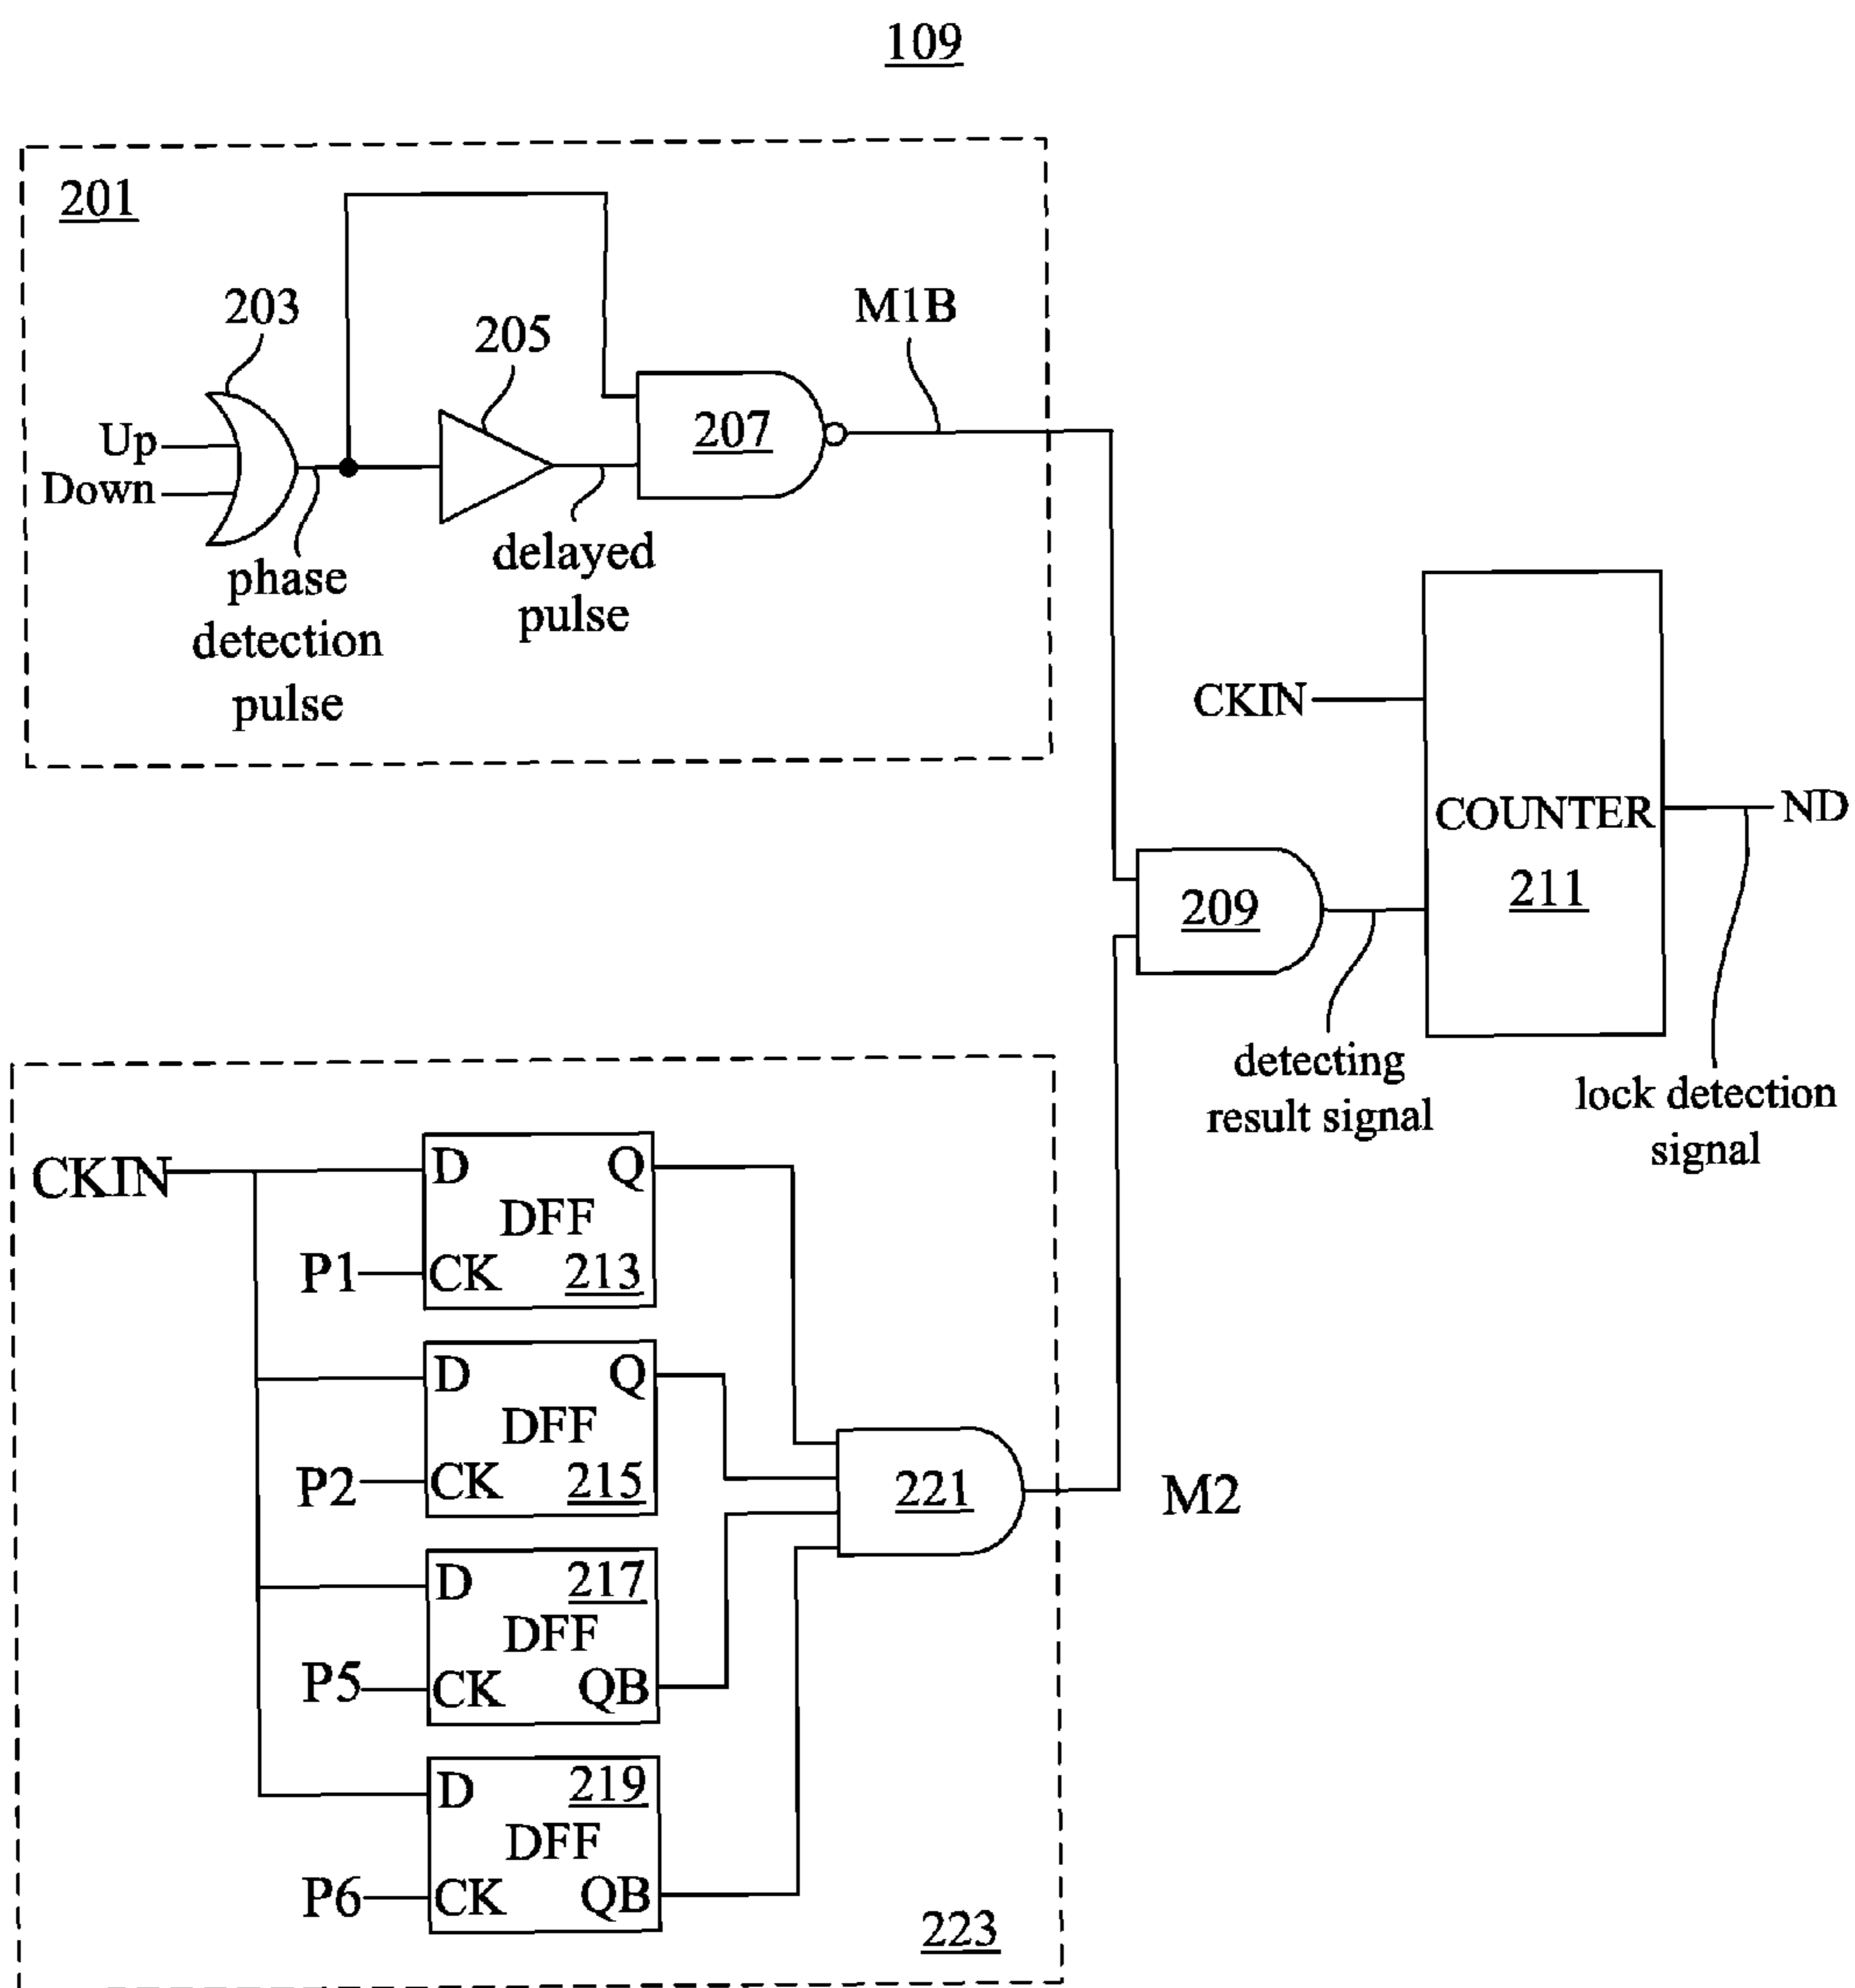 109
201
203
205
M1B
207
Up
Down
phase
detection
pulse
delayed
pulse
CKIN
COUNTER
211
ND
209
detecting
result signal
lock detection
signal
CKIN
D
Q
DFF
P1
CK
213
D
Q
DFF
P2
CK
215
221
M2
D
217
DFF
P5
CK
QB
D
219
DFF
P6
CK
QB
223